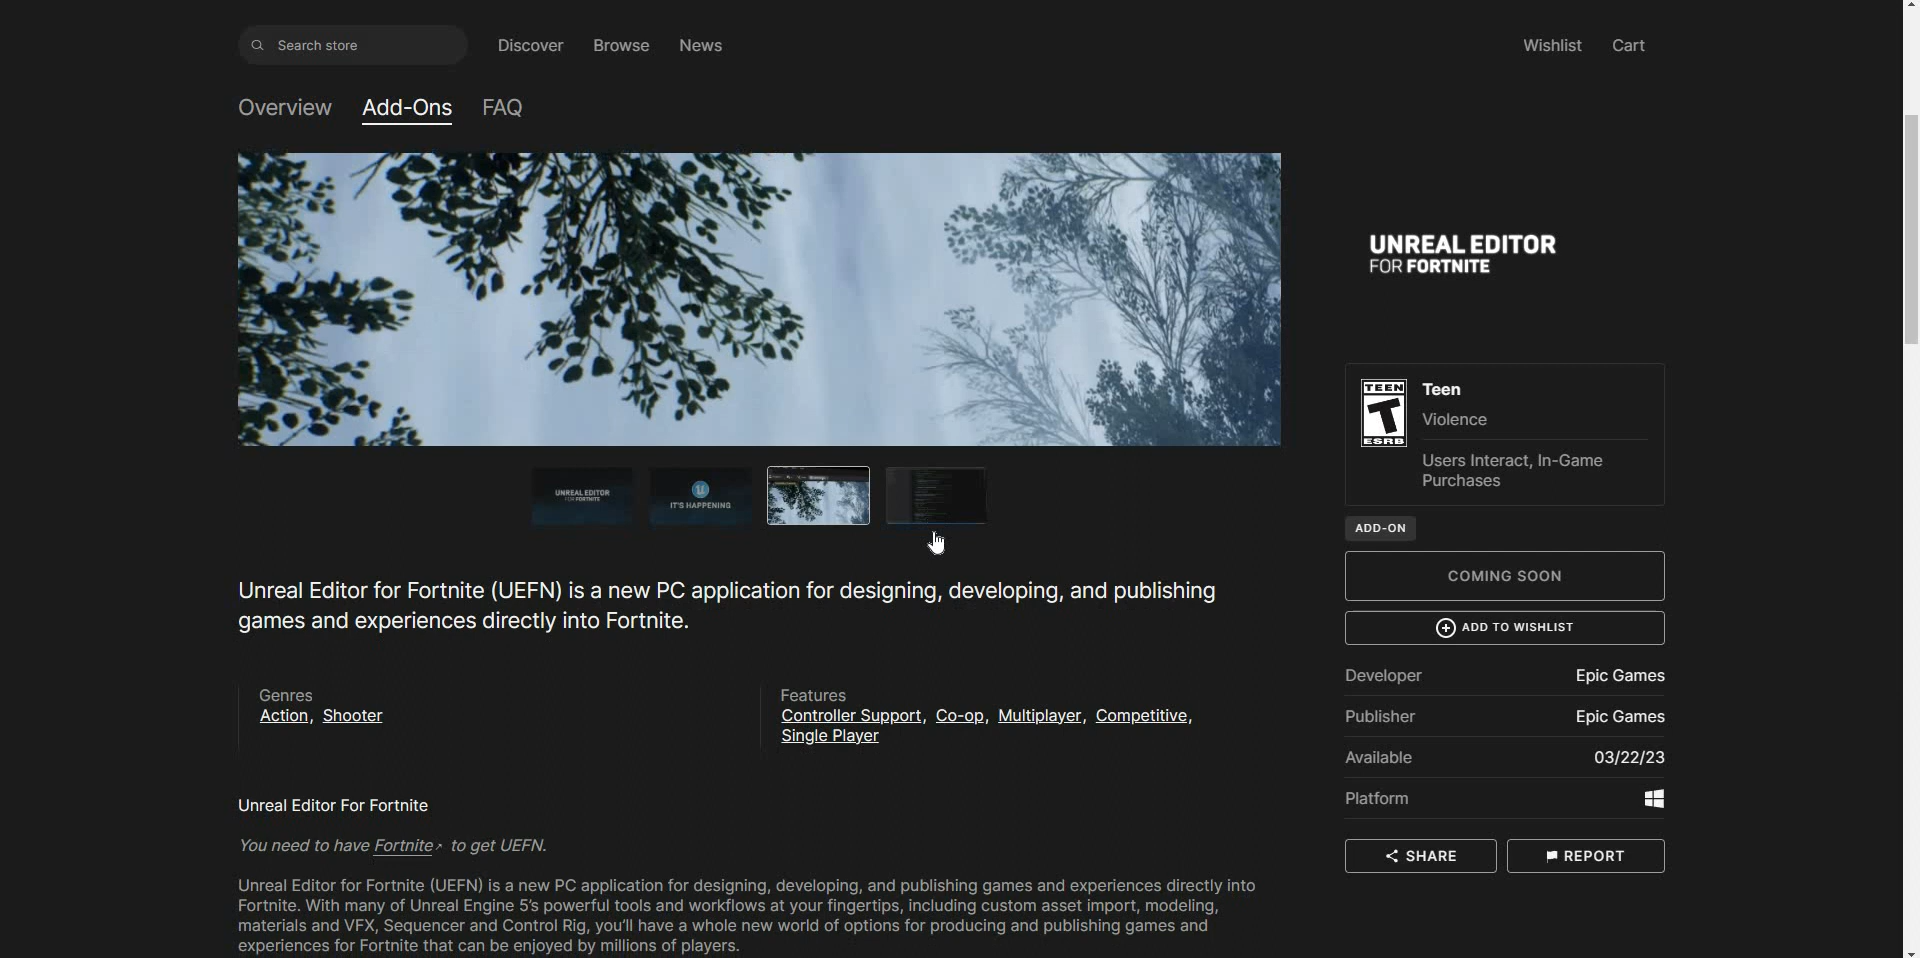 Search store
Discover
Browse
News
Wishlist
Cart
Overview
Add-Ons
FAQ
UNREAL EDITOR
FOR FORTNITE
TEEN
T
ESRB
Teen
Violence
Users Interact, In-Game
Purchases
UNREAL EDITOR
FOR FORTNITE
IT'S HAPPENING
ADD-ON
COMING SOON
ADD TO WISHLIST
Unreal Editor for Fortnite (UEFN) is a new PC application for designing, developing, and publishing
games and experiences directly into Fortnite.
Genres
Action, Shooter
Features
Controller Support, Co-op, Multiplayer, Competitive,
Single Player
Developer Epic Games
Publisher Epic Games
Available 03/22/23
Platform
SHARE
REPORT
Unreal Editor For Fortnite
You need to have Fortnite to get UEFN.
Unreal Editor for Fortnite (UEFN) is a new PC application for designing, developing, and publishing games and experiences directly into
Fortnite. With many of Unreal Engine 5's powerful tools and workflows at your fingertips, including custom asset import, modeling,
materials and VFX, Sequencer and Control Rig, you'll have a whole new world of options for producing and publishing games and
experiences for Fortnite that can be enjoyed by millions of players.